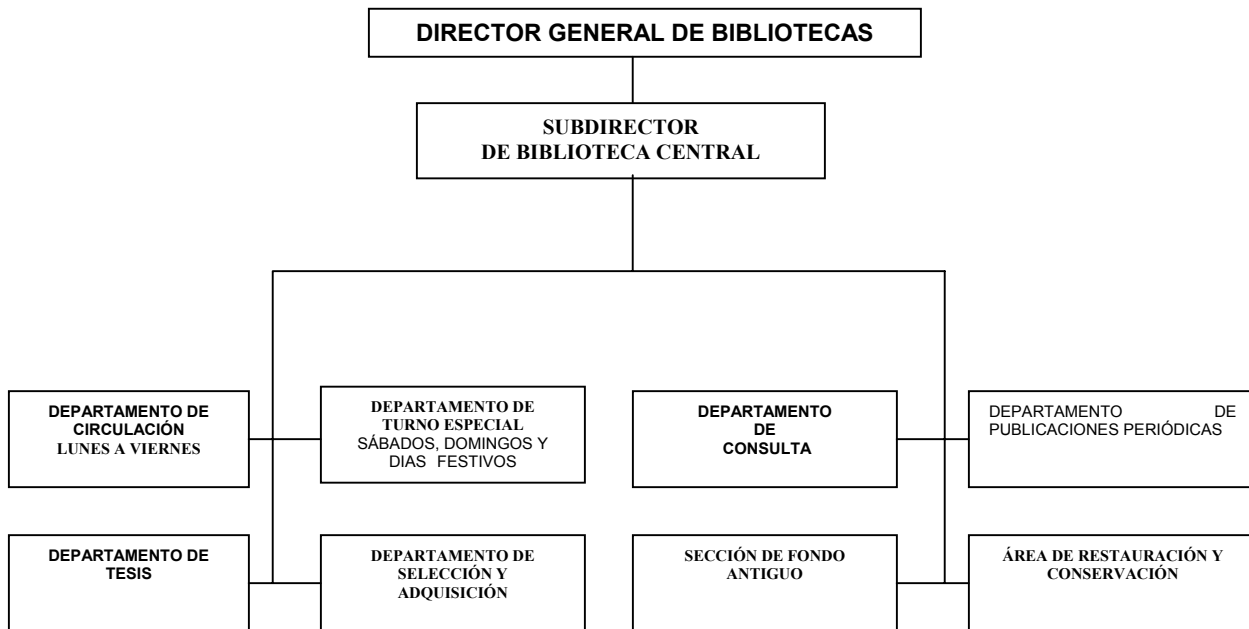 DIRECTOR GENERAL DE BIBLIOTECAS
SUBDIRECTOR
DE BIBLIOTECA CENTRAL
DEPARTAMENTO DE
CIRCULACIÓN
LUNES A VIERNES
DEPARTAMENTO DE
TURNO ESPECIAL
SÁBADOS, DOMINGOS Y
DIAS FESTIVOS
DEPARTAMENTO
DE
CONSULTA
DEPARTAMENTO DE
PUBLICACIONES PERIÓDICAS
DEPARTAMENTO DE
TESIS
DEPARTAMENTO DE
SELECCIÓN Y
ADQUISICIÓN
SECCIÓN DE FONDO
ANTIGUO
ÁREA DE RESTAURACIÓN Y
CONSERVACIÓN